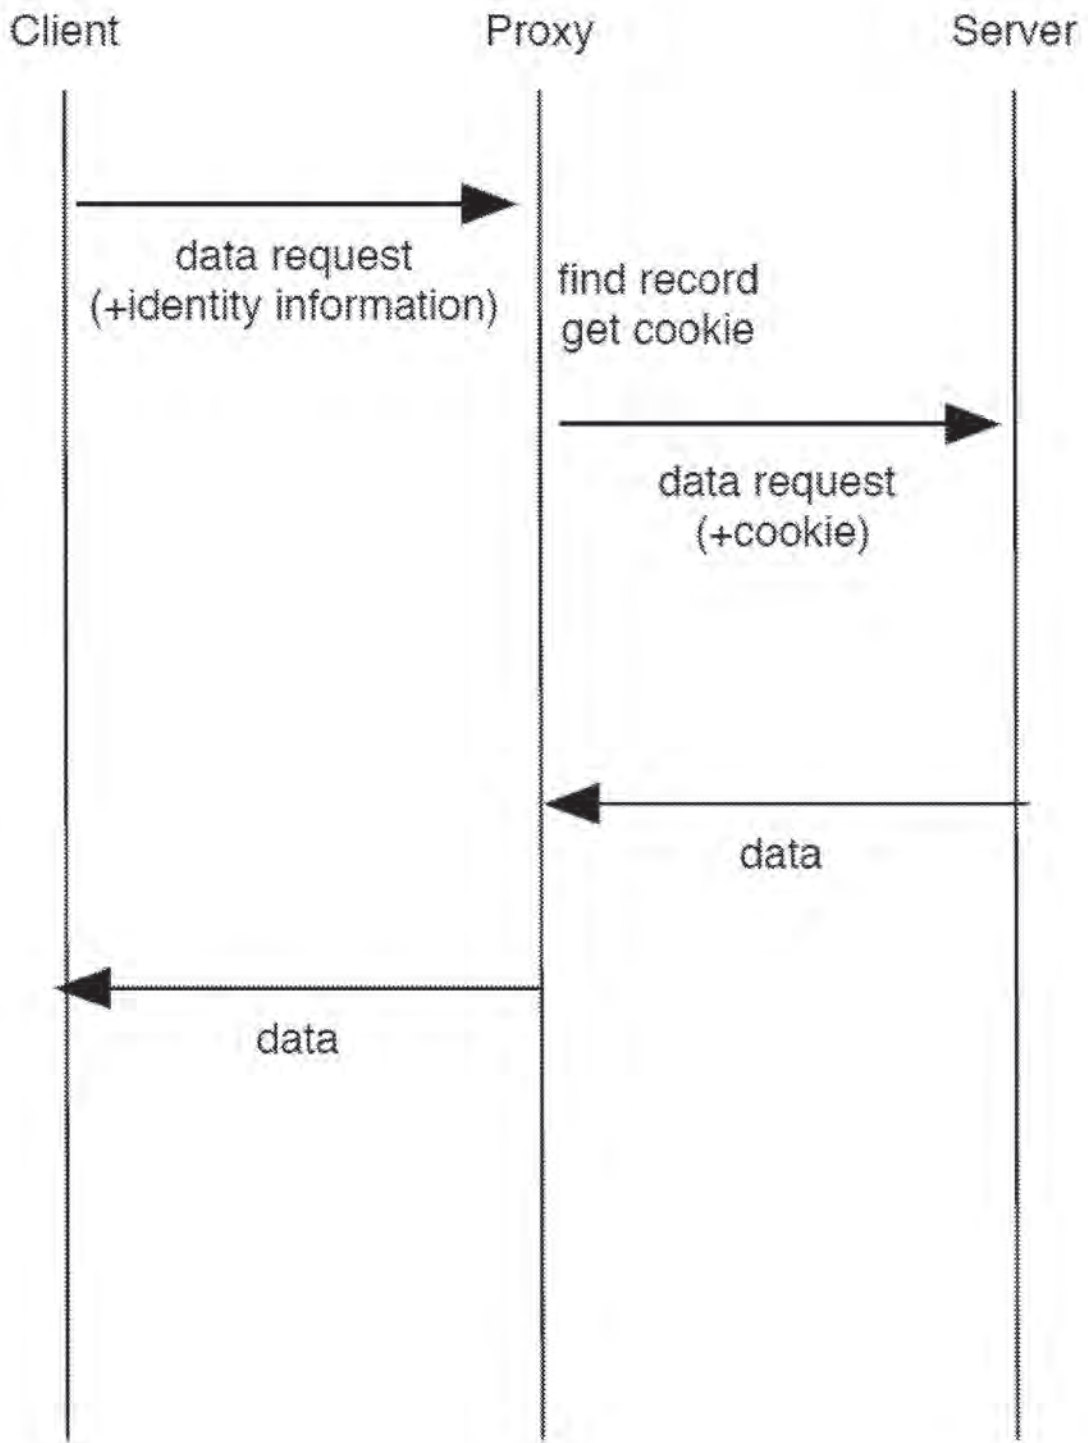 Client
Proxy
Server
data request
(+identity information)
find record
get cookie
data request
(+cookie)
data
data